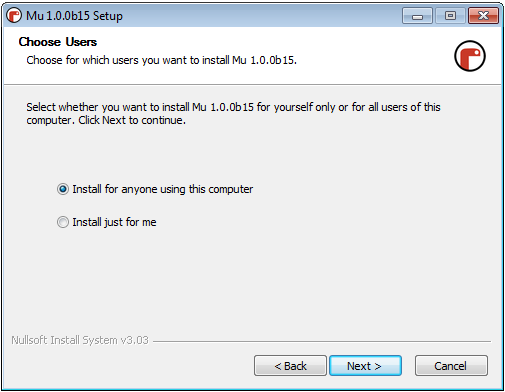 Mu 1.0.0b15 Setup
Choose Users
Choose for which users you want to install Mu 1.0.0b15.
Select whether you want to install Mu 1.0.0b15 for yourself only or for all users of this
computer. Click Next to continue.
Install for anyone using this computer
Install just for me
Nullsoft Install System v3.03
< Back
Next >
Cancel